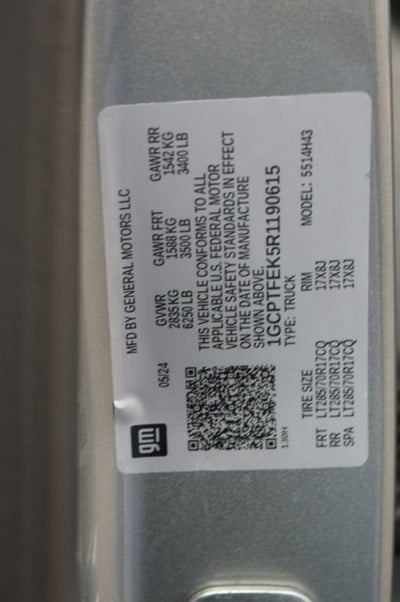 gm
MFD BY GENERAL MOTORS LLC
05/24
GVWR GAWR FRT GAWR RR
2835 KG 1588 KG 1542 KG
6250 LB 3500 LB 3400 LB
THIS VEHICLE CONFORMS TO ALL
APPLICABLE U.S. FEDERAL MOTOR
VEHICLE SAFETY STANDARDS IN EFFECT
ON THE DATE OF MANUFACTURE
SHOWN ABOVE.
1GCPTFEK5R1190615
TYPE: TRUCK MODEL: 5514H43
TIRE SIZE RIM
FRT LT285/70R17CQ 17X8J
RR LT285/70R17CQ 17X8J
SPA LT285/70R17CQ 17X8J